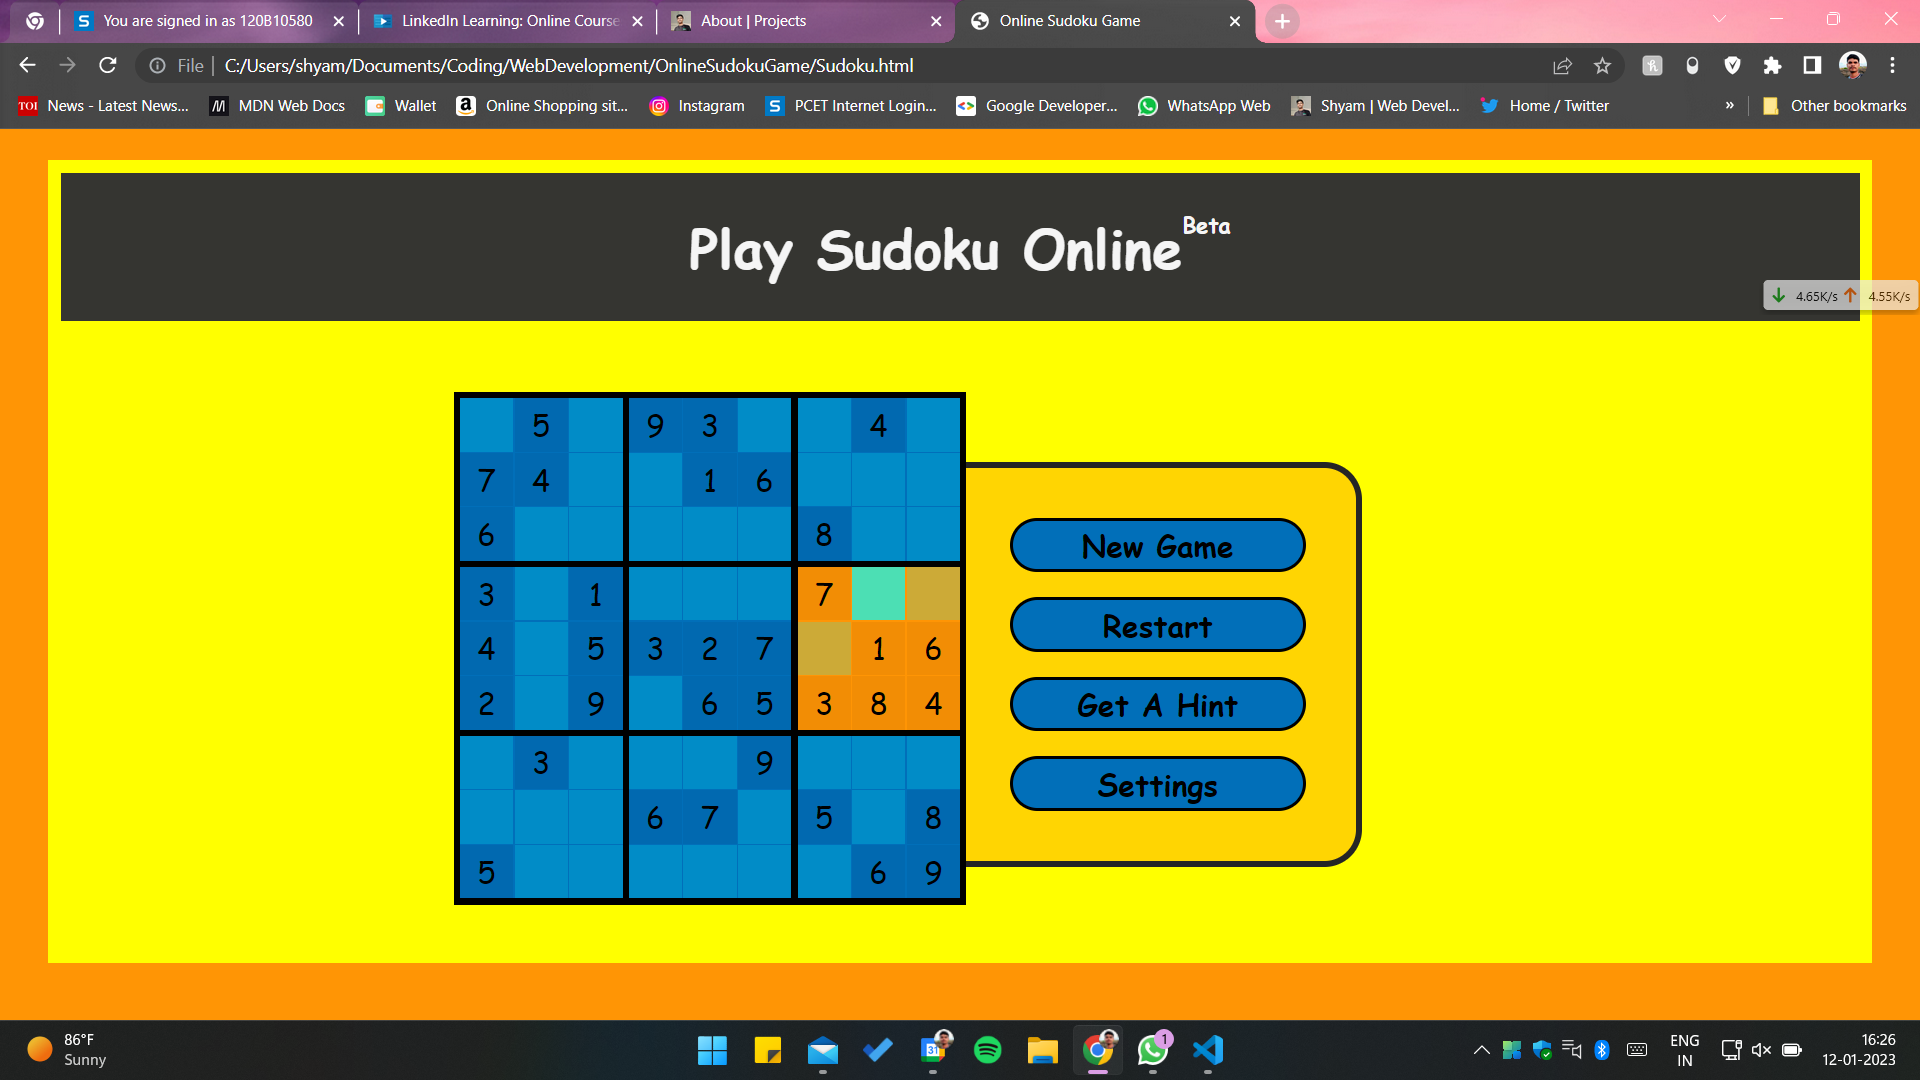 You are signed in as 120B10580
LinkedIn Learning: Online Course
About | Projects
Online Sudoku Game
File
C:/Users/shyam/Documents/Coding/WebDevelopment/OnlineSudokuGame/Sudoku.html
TOI News - Latest News...
MDN Web Docs
Wallet
Online Shopping sit...
Instagram
PCET Internet Login...
Google Developer...
WhatsApp Web
Shyam | Web Devel...
Home / Twitter
»
Other bookmarks
Play Sudoku Online Beta
4.65K/s 4.55K/s
5 9 3 4
7 4 1 6
6 8
3 1 7
4 5 3 2 7 1 6
2 9 6 5 3 8 4
3 9
6 7 5 8
5 6 9
New Game
Restart
Get A Hint
Settings
86°F
Sunny
31
1
ENG
IN
16:26
12-01-2023